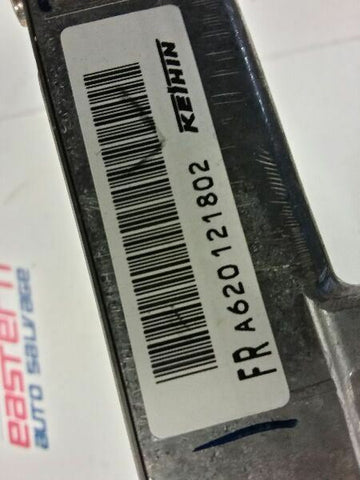 KEIHIN
FR A620121802
eastern
auto salvage